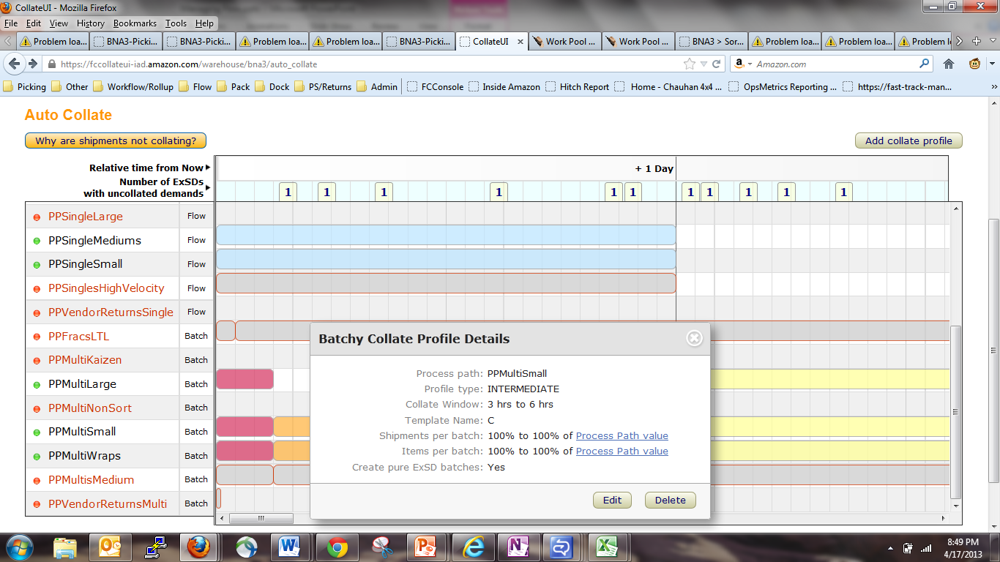 CollateUI - Mozilla Firefox
File Edit View History Bookmarks Tools Help
Problem loa... BNA3-Picki... BNA3-Picki... Problem loa... Problem loa... BNA3-Picki... CollateUI Work Pool ... Work Pool ... BNA3 > Sor... Problem loa... Problem loa... Problem l
https://fccollateui-iad.amazon.com/warehouse/bna3/auto_collate
Amazon.com
Picking Other Workflow/Rollup Flow Pack Dock PS/Returns Admin FCConsole Inside Amazon Hitch Report Home - Chauhan 4x4 ... OpsMetrics Reporting ... https://fast-track-man...
Auto Collate
Why are shipments not collating? Add collate profile
Relative time from Now + 1 Day
Number of ExSDs
with uncollated demands
1 1 1 1 1 1 1 1 1 1 1
PPSingleLarge Flow
PPSingleMediums Flow
PPSingleSmall Flow
PPSinglesHighVelocity Flow
PPVendorReturnsSingle Flow
PPFracsLTL Batch
PPMultiKaizen Batch
PPMultiLarge Batch
PPMultiNonSort Batch
PPMultiSmall Batch
PPMultiWraps Batch
PPMultisMedium Batch
PPVendorReturnsMulti Batch
Batchy Collate Profile Details
Process path: PPMultiSmall
Profile type: INTERMEDIATE
Collate Window: 3 hrs to 6 hrs
Template Name: C
Shipments per batch: 100% to 100% of Process Path value
Items per batch: 100% to 100% of Process Path value
Create pure ExSD batches: Yes
Edit Delete
8:49 PM
4/17/2013